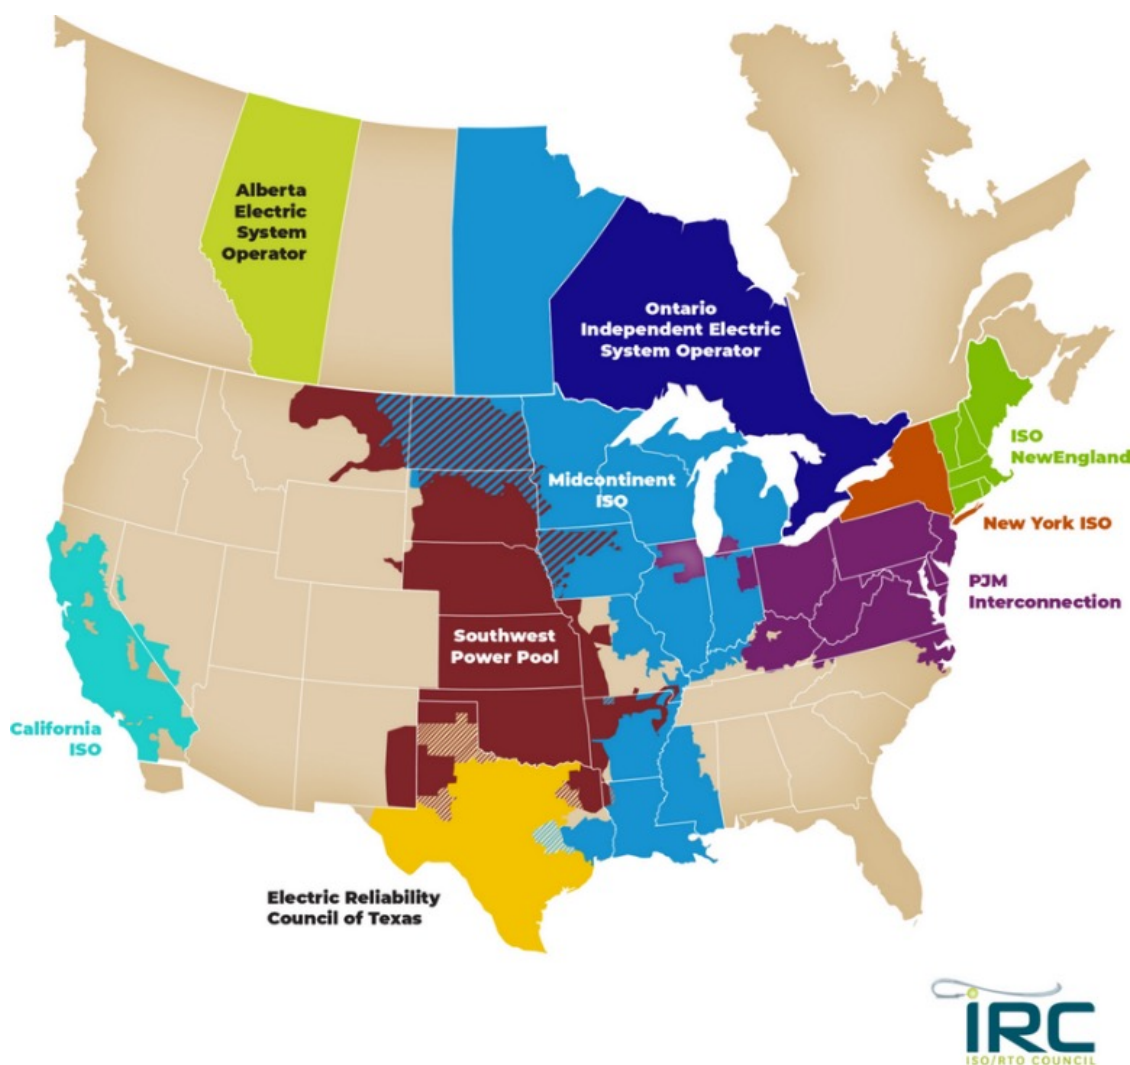 Alberta
Electric
System
Operator
Ontario
Independent Electric
System Operator
ISO
NewEngland
Midcontinent
ISO
New York ISO
PJM
Interconnection
Southwest
Power Pool
California
ISO
Electric Reliability
Council of Texas
iRC
ISO/RTO COUNCIL